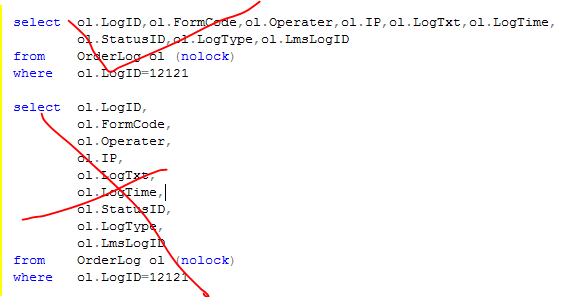 select ol.LogID,ol.FormCode,ol.Operater,ol.IP,ol.LogTxt,ol.LogTime,
ol.StatusID,ol.LogType,ol.LmsLogID
from OrderLog ol (nolock)
where ol.LogID=12121
select ol.LogID,
ol.FormCode,
ol.Operater,
ol.IP,
ol.LogTxt,
ol.LogTime,
ol.StatusID,
ol.LogType,
ol.LmsLogID
from OrderLog ol (nolock)
where ol.LogID=12121